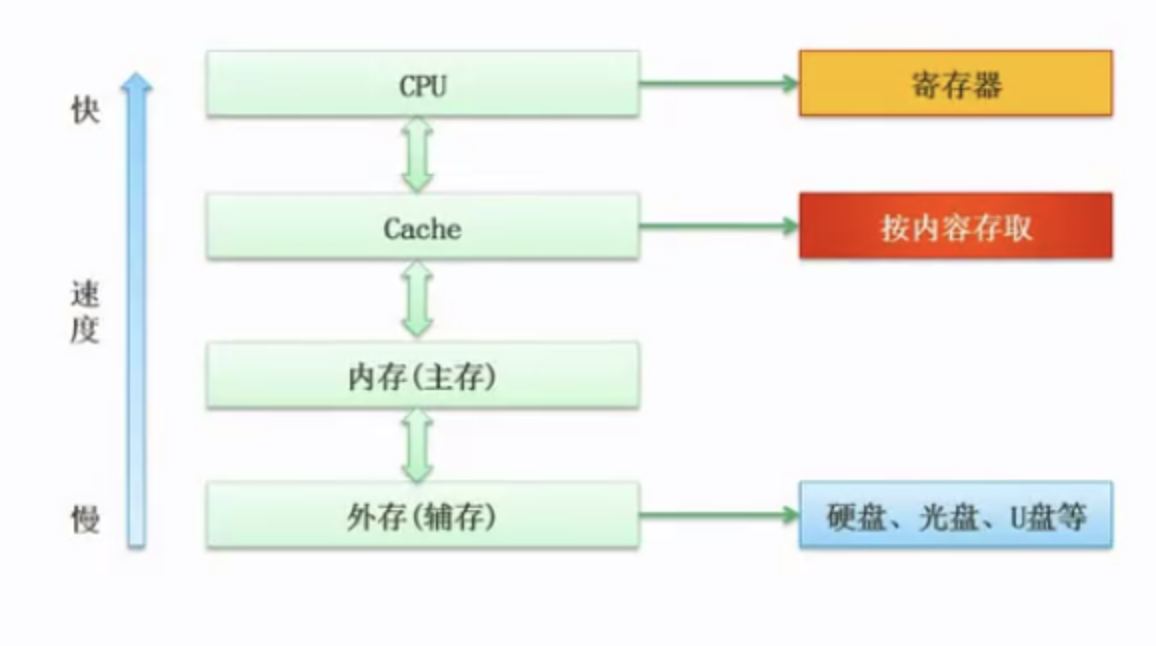 快
CPU
寄存器
Cache
按内容存取
速
度
内存(主存)
慢
外存(辅存)
硬盘、光盘、U盘等